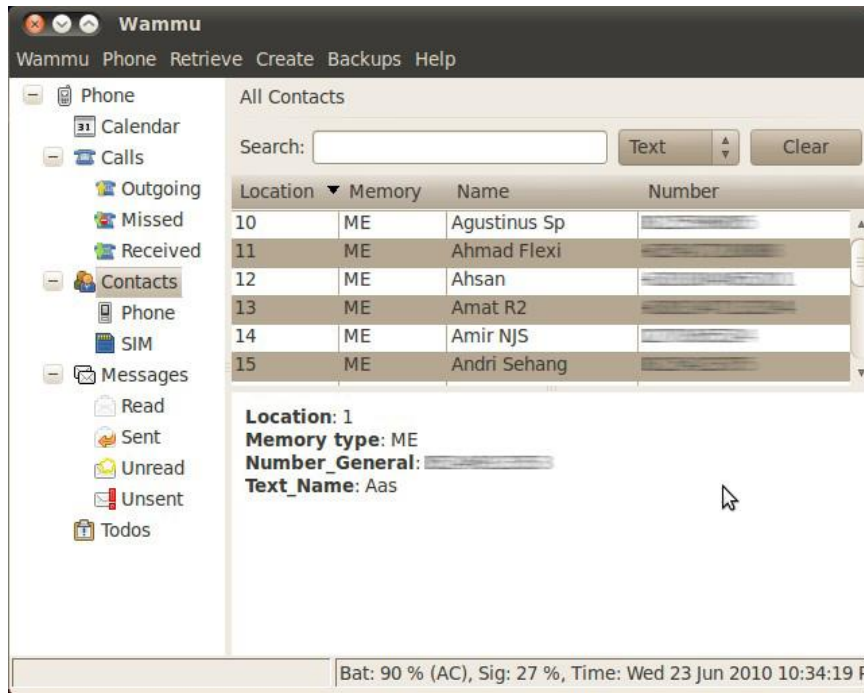 Wammu
Wammu Phone Retrieve Create Backups Help
Phone
31 Calendar
Calls
Outgoing
Missed
Received
Contacts
Phone
SIM
Messages
Read
Sent
Unread
Unsent
Todos
All Contacts
Search: Text Clear
Location Memory Name Number
10 ME Agustinus Sp
11 ME Ahmad Flexi
12 ME Ahsan
13 ME Amat R2
14 ME Amir NJS
15 ME Andri Sehang
Location: 1
Memory type: ME
Number_General:
Text_Name: Aas
Bat: 90 % (AC), Sig: 27 %, Time: Wed 23 Jun 2010 10:34:19